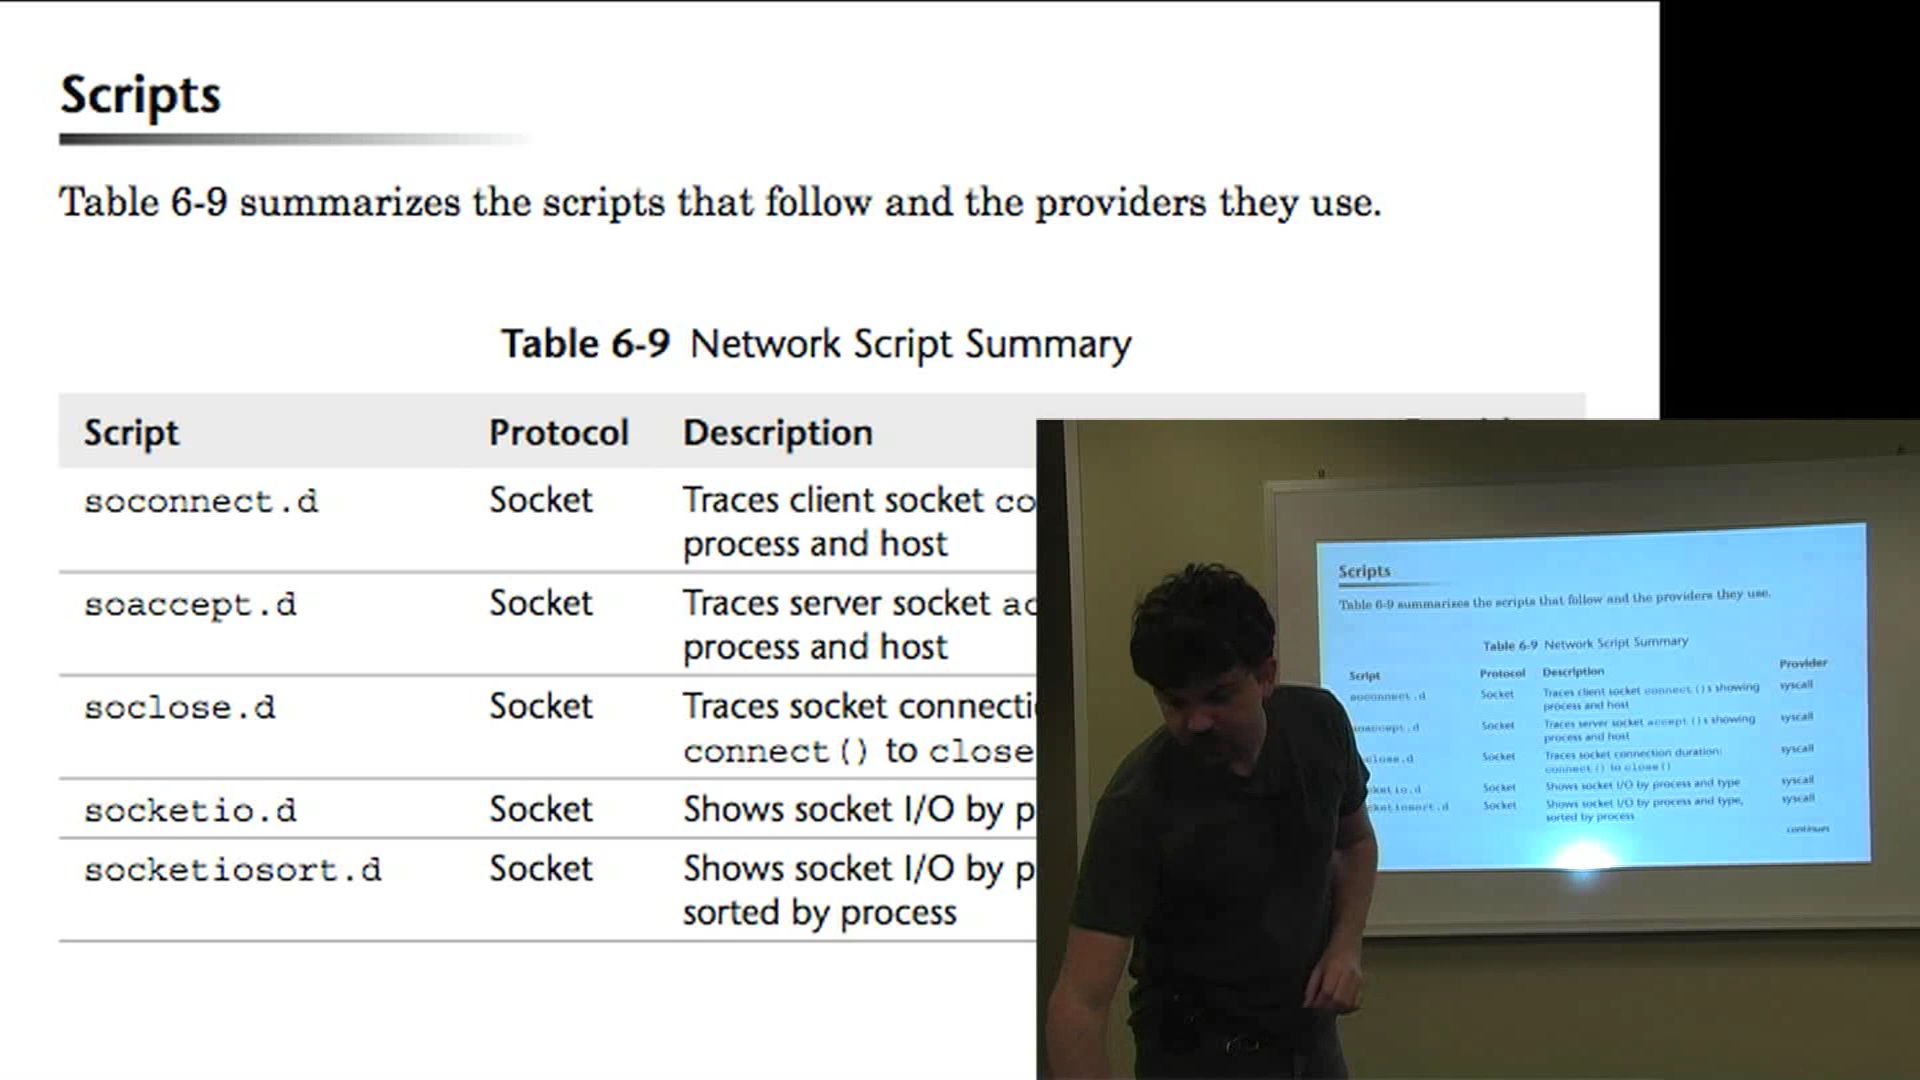 Scripts
Table 6-9 summarizes the scripts that follow and the providers they use.
Table 6-9 Network Script Summary
Script Protocol Description
soconnect.d Socket Traces client socket co
process and host
soaccept.d Socket Traces server socket ac
process and host
soclose.d Socket Traces socket connecti
connect() to close
socketio.d Socket Shows socket I/O by p
socketiosort.d Socket Shows socket I/O by p
sorted by process
Scripts
Table 6-9 summarizes the scripts that follow and the providers they use.
Table 6-9 Network Script Summary
Script Protocol Description Provider
soconnect.d Socket Traces client socket connect()s showing syscall
process and host
Socket Traces server socket accept()s showing syscall
process and host
close.d Socket Traces socket connection duration: syscall
connect() to close()
Socket Shows socket I/O by process and type syscall
Socket Shows socket I/O by process and type, syscall
sorted by process
continues